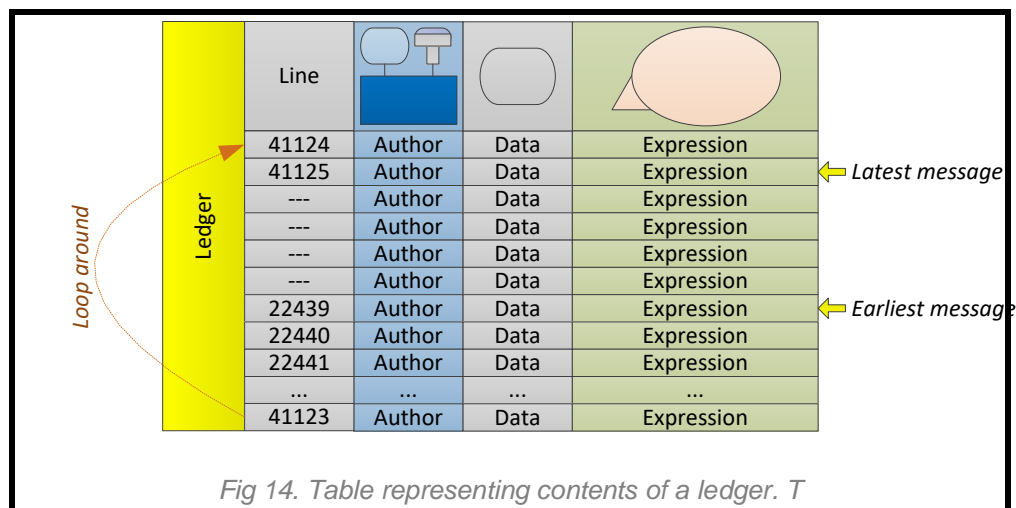 Line
41124 Author Data Expression
41125 Author Data Expression Latest message
--- Author Data Expression
--- Author Data Expression
--- Author Data Expression
--- Author Data Expression
22439 Author Data Expression Earliest message
22440 Author Data Expression
22441 Author Data Expression
... ... ... ...
41123 Author Data Expression
Ledger
Loop around
Fig 14. Table representing contents of a ledger. T